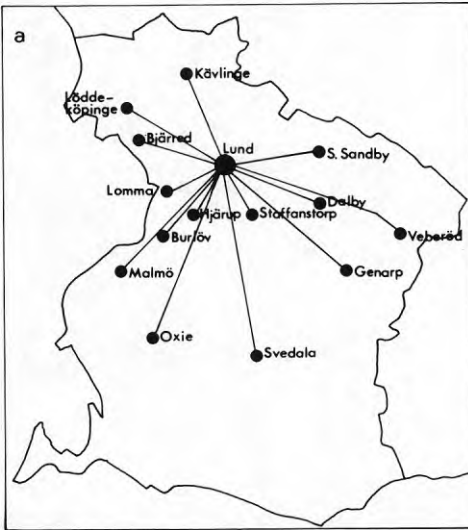 a
Kävlinge
Lödde-
köpinge
Bjärred
Lund
S. Sandby
Lomma
Hjärup
Staffanstorp
Dalby
Burlöv
Veberöd
Malmö
Genarp
Oxie
Svedala